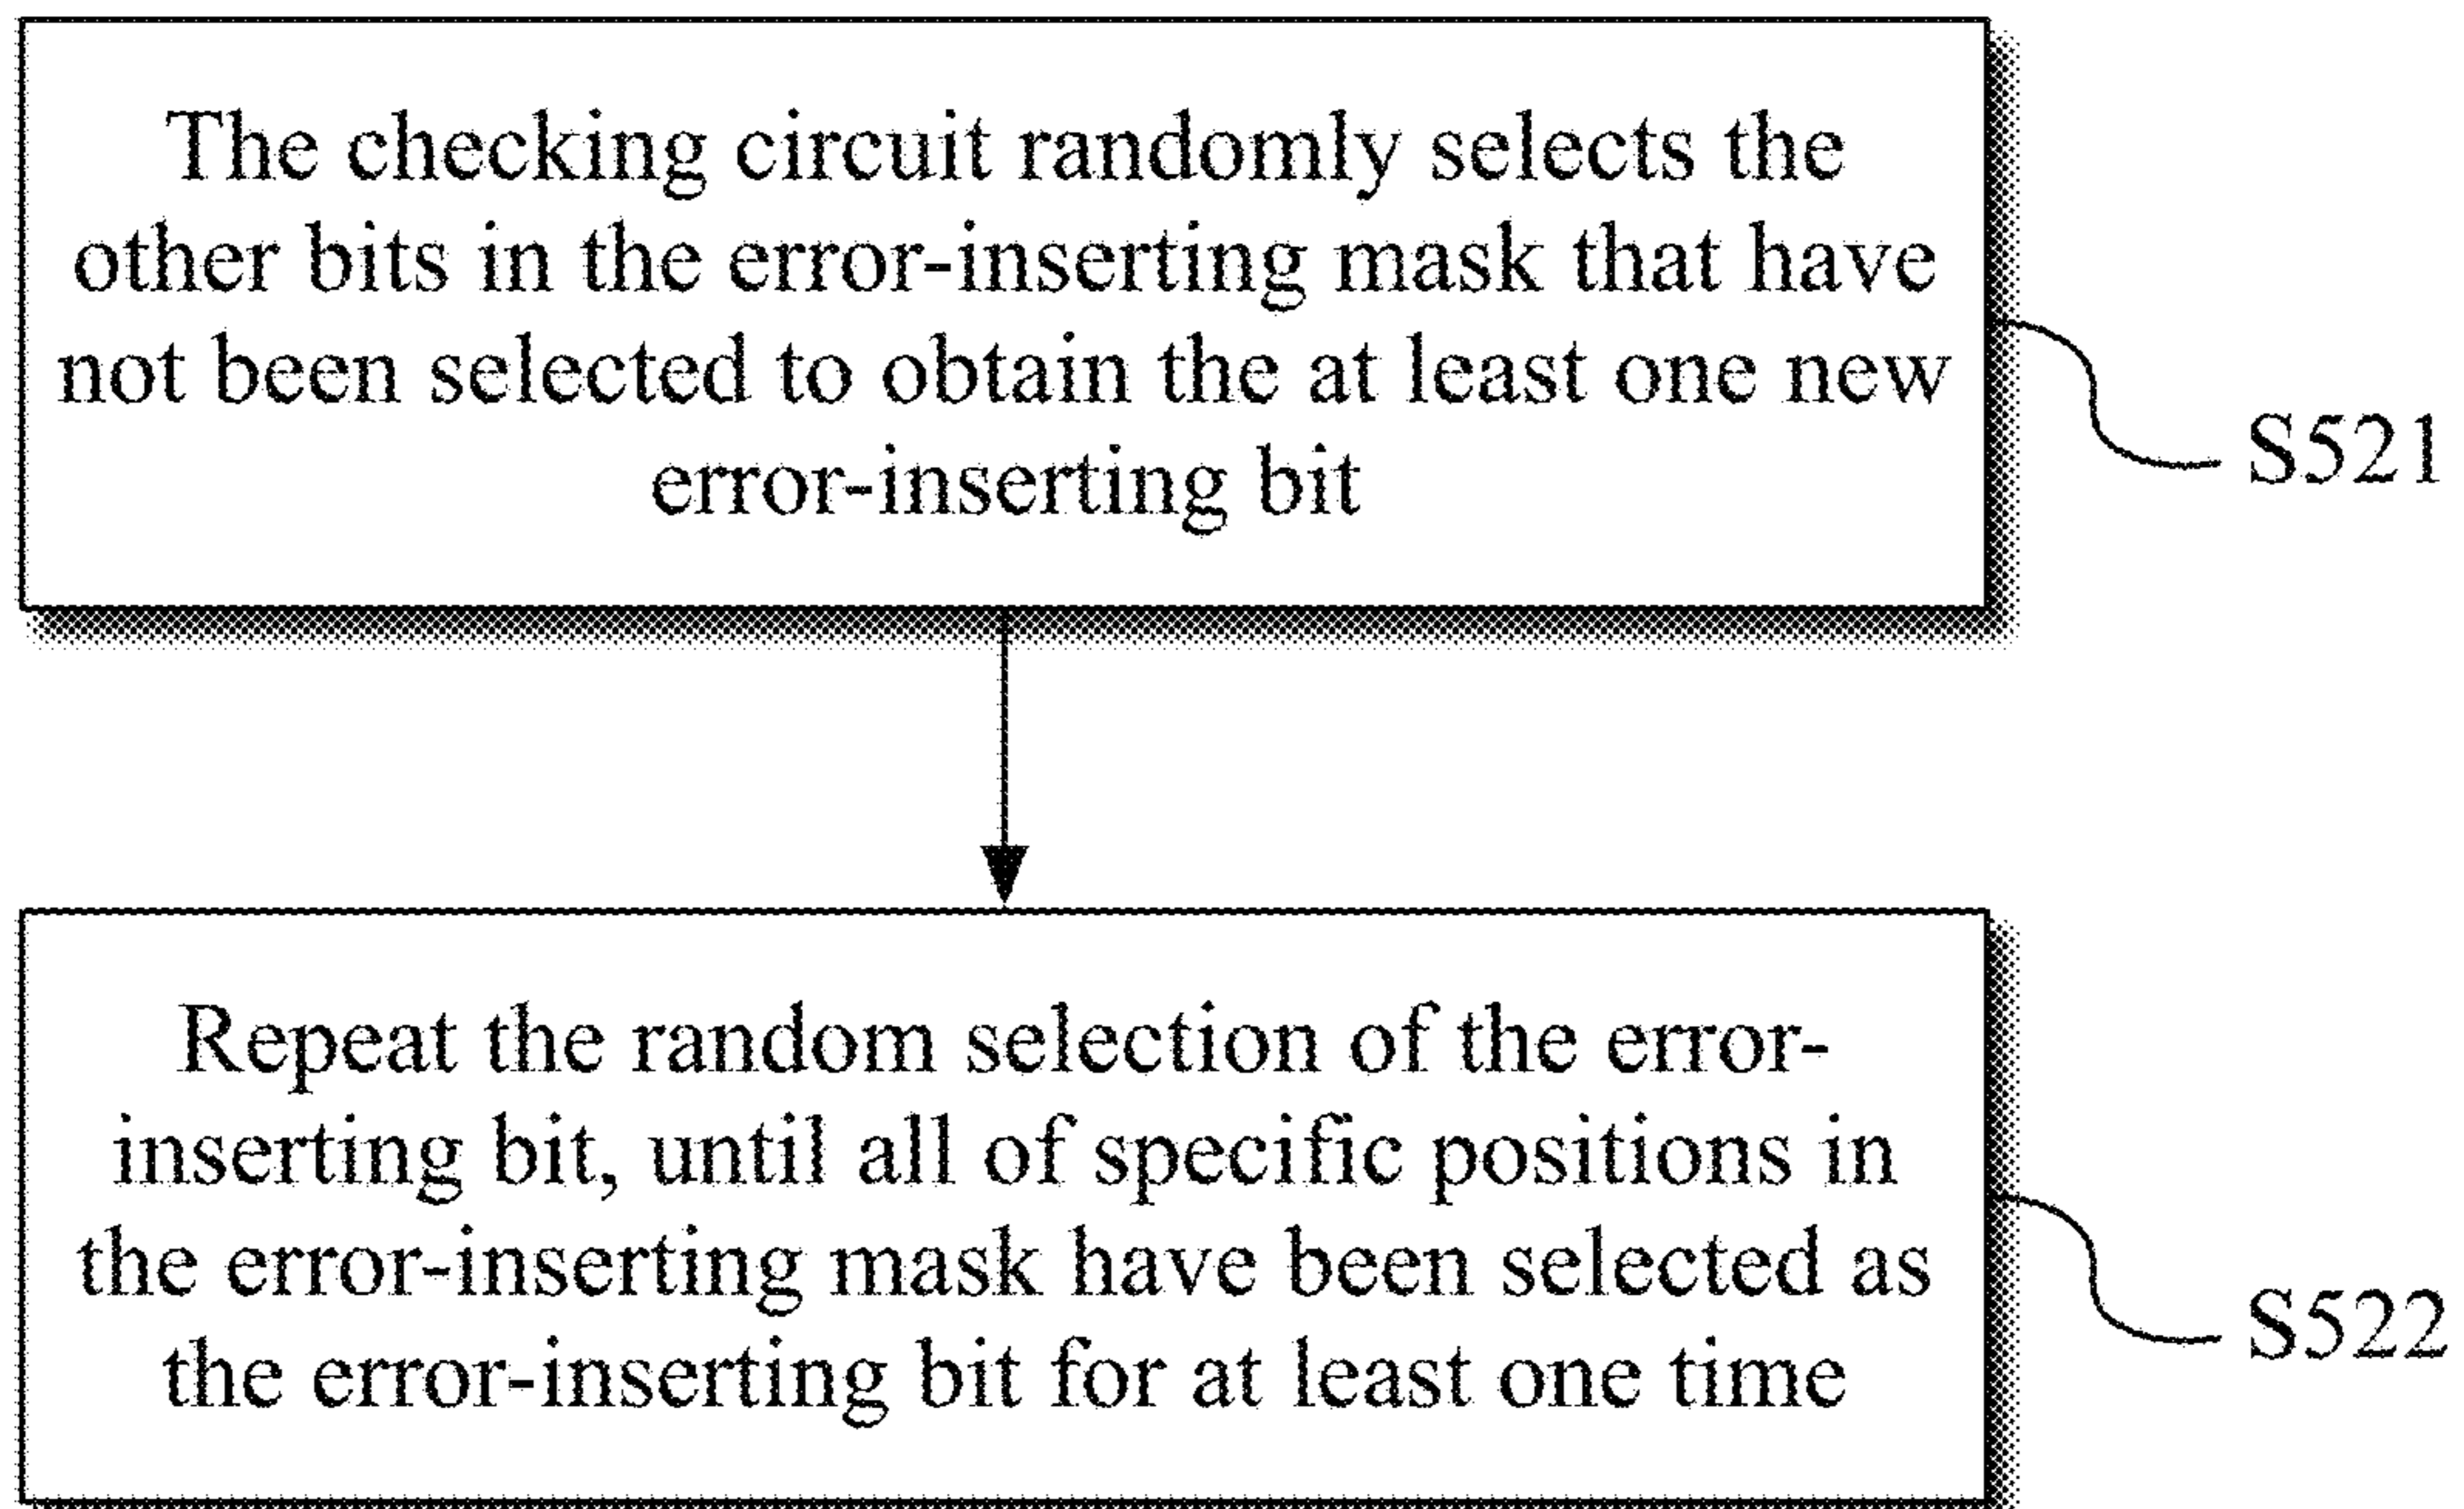 The checking circuit randomly selects the
other bits in the error-inserting mask that have
not been selected to obtain the at least one new
error-inserting bit
S521
Repeat the random selection of the error-
inserting bit, until all of specific positions in
the error-inserting mask have been selected as
the error-inserting bit for at least one time
S522